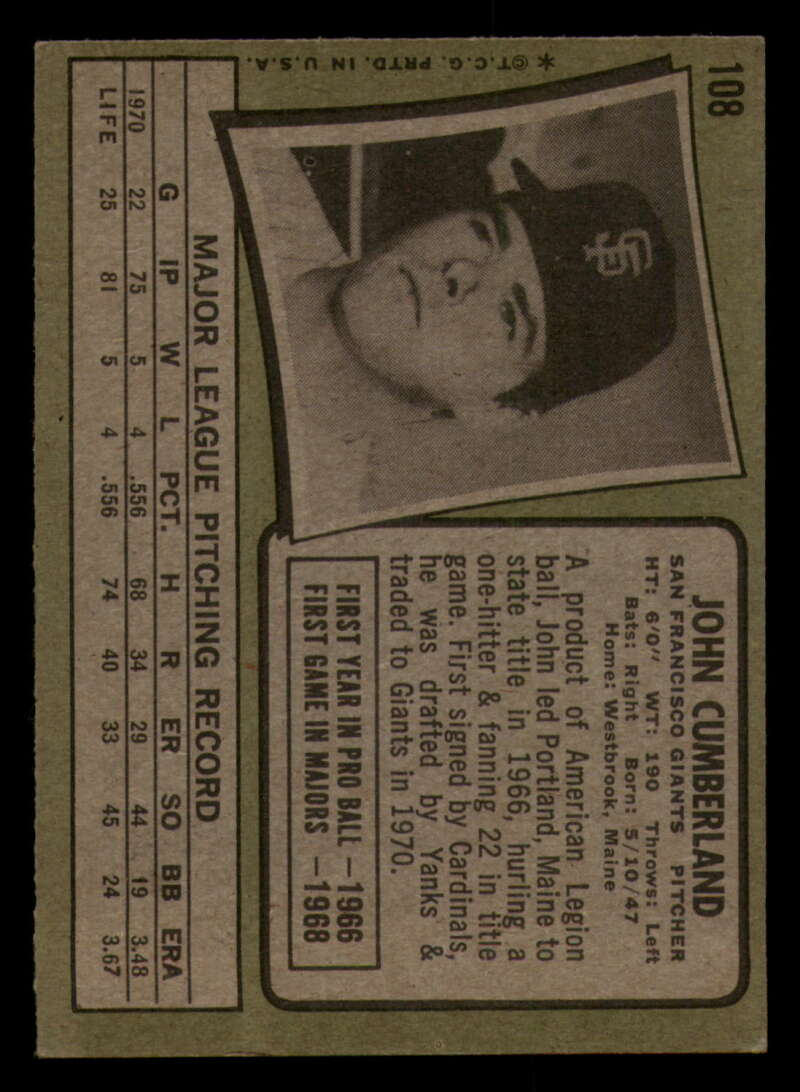 108
*©T.C.G. PRTD. IN U.S.A.
SF
JOHN CUMBERLAND
SAN FRANCISCO GIANTS PITCHER
HT: 6'0" WT: 190 Throws: Left
Bats: Right Born: 5/10/47
Home: Westbrook, Maine
A product of American Legion
ball, John led Portland, Maine to
state title in 1966, hurling a
one-hitter & fanning 22 in title
game. First signed by Cardinals,
he was drafted by Yanks &
traded to Giants in 1970.
FIRST YEAR IN PRO BALL —1966
FIRST GAME IN MAJORS —1968
MAJOR LEAGUE PITCHING RECORD
G IP W L PCT. H R ER SO BB ERA
1970 22 75 5 4 .556 68 34 29 44 19 3.48
LIFE 25 81 5 4 .556 74 40 33 45 24 3.67